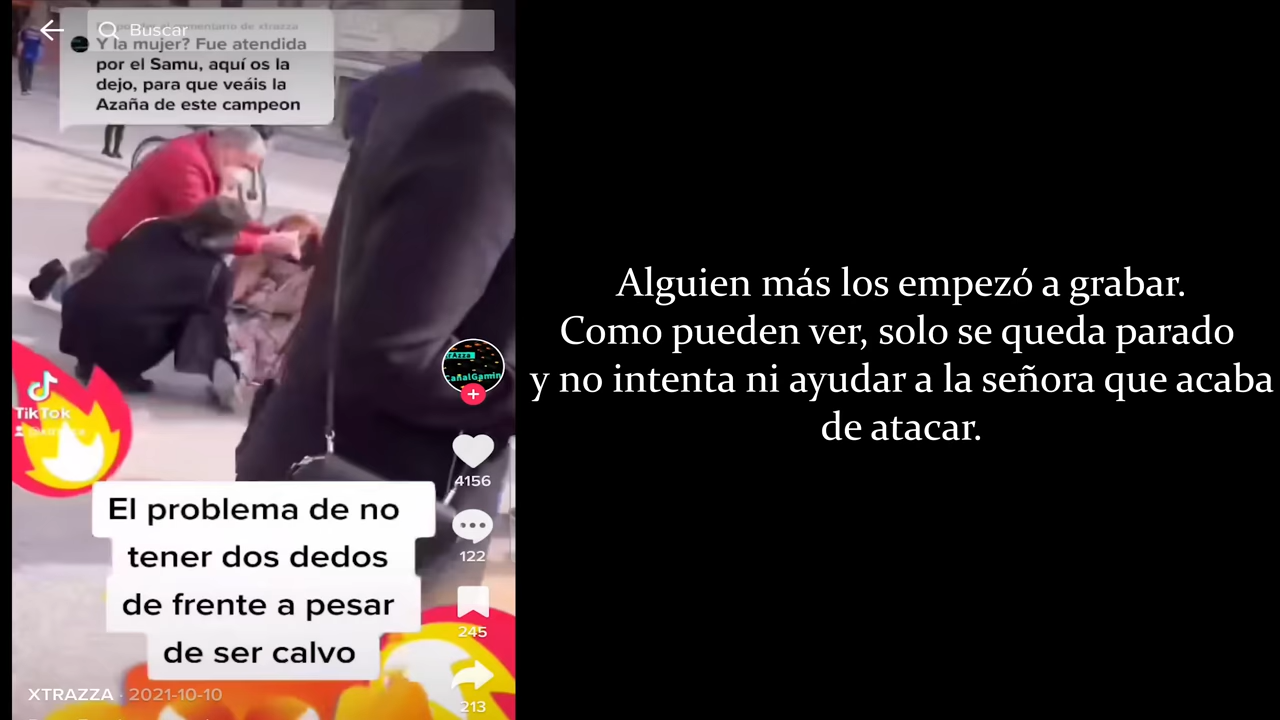 Buscar
Y la mujer? Fue atendida
por el Samu, aquí os la
dejo, para que veáis la
Azaña de este campeon
TikTok
4156
122
245
213
El problema de no
tener dos dedos
de frente a pesar
de ser calvo
XTRAZZA · 2021-10-10
Alguien más los empezó a grabar.
Como pueden ver, solo se queda parado
y no intenta ni ayudar a la señora que acaba
de atacar.